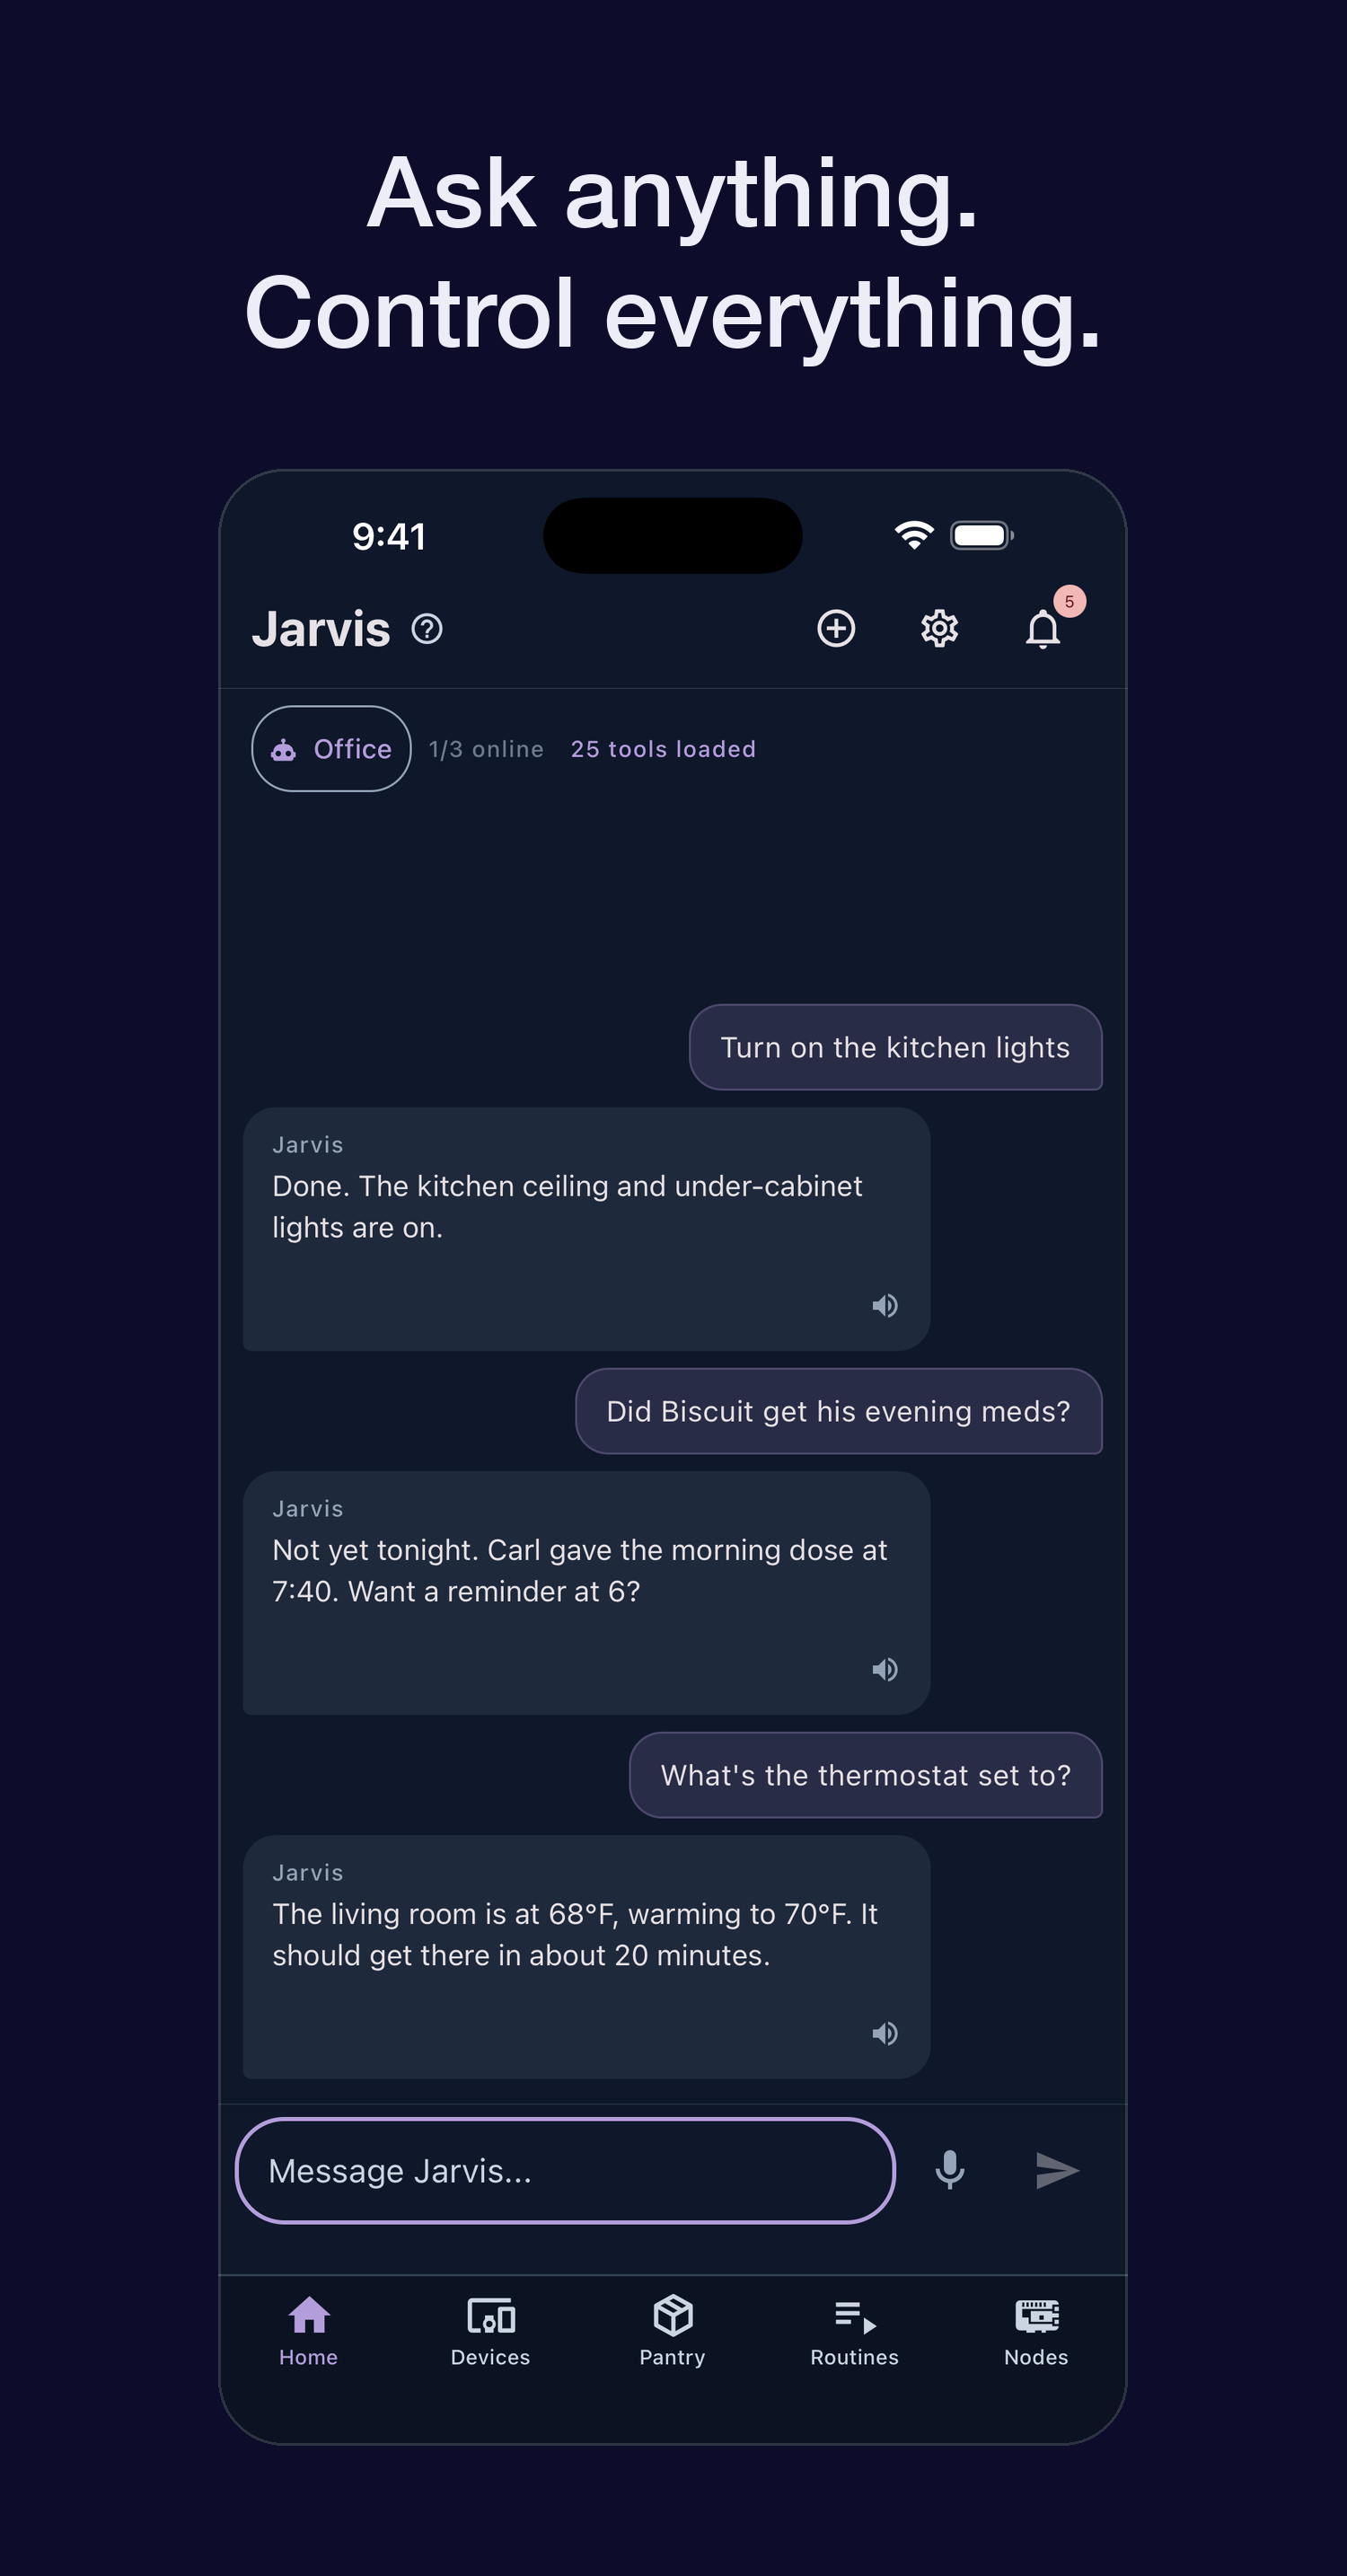 Ask anything.
Control everything.
9:41
Jarvis
5
Office 1/3 online 25 tools loaded
Turn on the kitchen lights
Jarvis
Done. The kitchen ceiling and under-cabinet
lights are on.
Did Biscuit get his evening meds?
Jarvis
Not yet tonight. Carl gave the morning dose at
7:40. Want a reminder at 6?
What's the thermostat set to?
Jarvis
The living room is at 68°F, warming to 70°F. It
should get there in about 20 minutes.
Message Jarvis...
Home Devices Pantry Routines Nodes